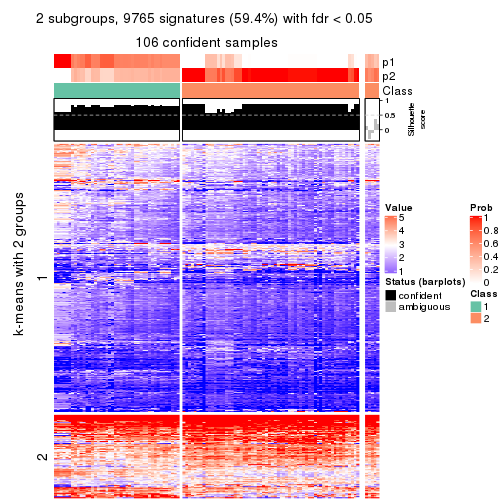 2 subgroups, 9765 signatures (59.4%) with fdr < 0.05
106 confident samples
p1
p2
Class
1
0.5
0
Silhouette
score
k-means with 2 groups
1
2
Value
5
4
3
2
1
Status (barplots)
confident
ambiguous
Prob
1
0.8
0.6
0.4
0.2
0
Class
1
2